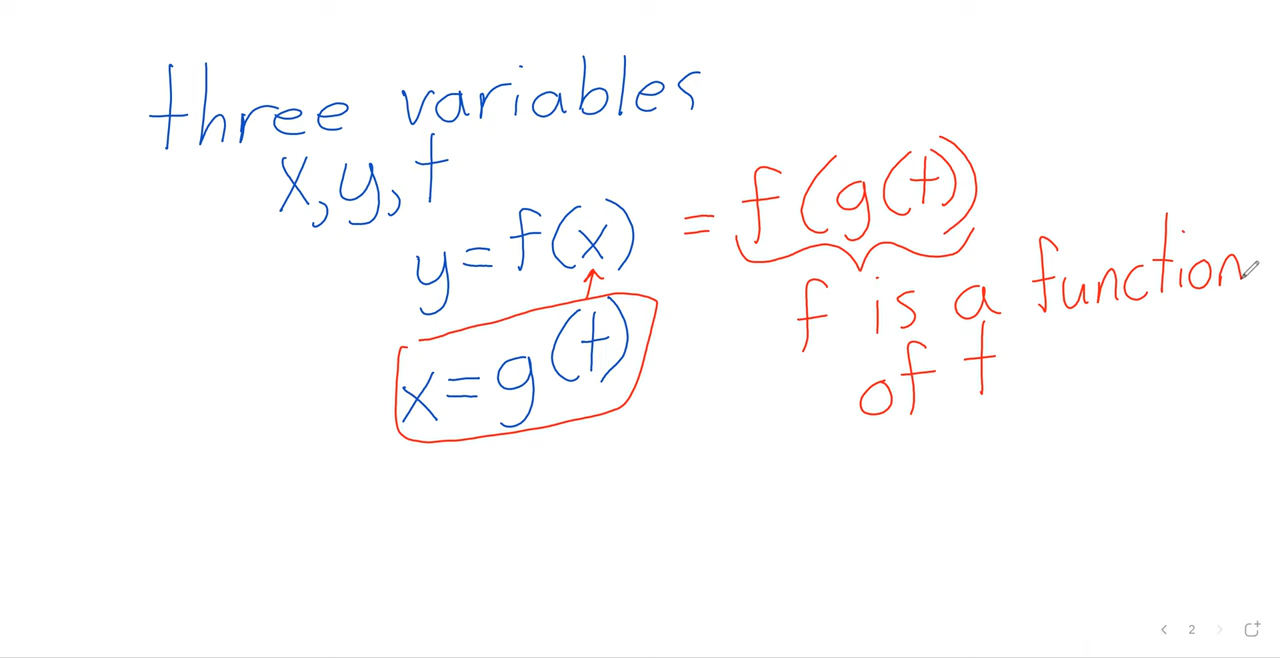 three variables
x, y, t
y = f(x) = f(g(t))
f is a function
of t
x = g(t)
2